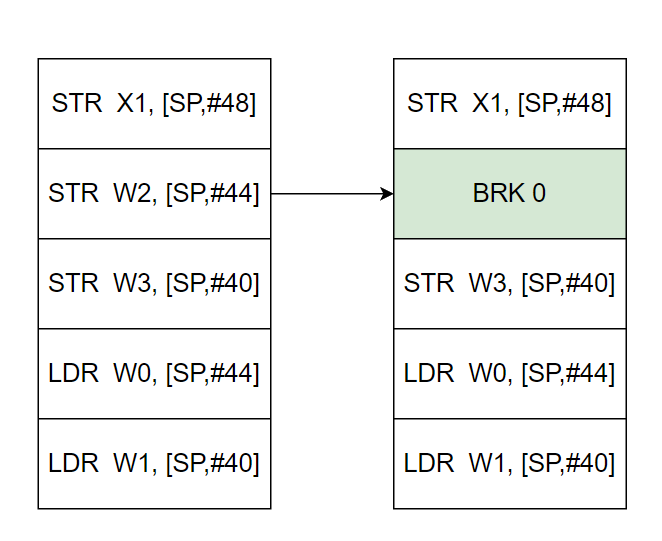 STR X1, [SP,#48]
STR W2, [SP,#44]
STR W3, [SP,#40]
LDR W0, [SP,#44]
LDR W1, [SP,#40]
STR X1, [SP,#48]
BRK 0
STR W3, [SP,#40]
LDR W0, [SP,#44]
LDR W1, [SP,#40]